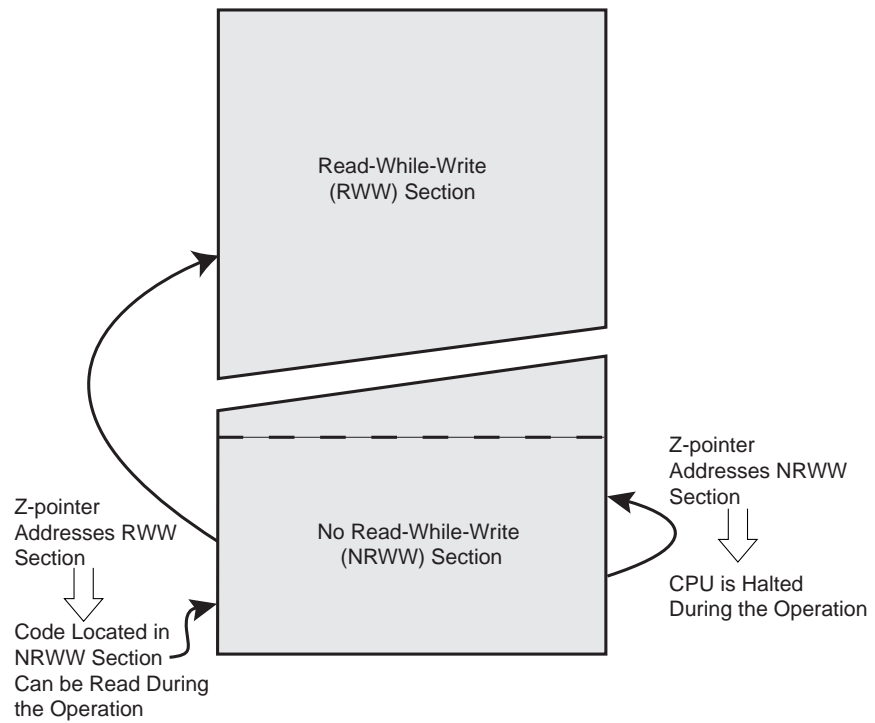 Read-While-Write
(RWW) Section
Z-pointer
Addresses NRWW
Section
No Read-While-Write
(NRWW) Section
Z-pointer
Addresses RWW
Section
CPU is Halted
During the Operation
Code Located in
NRWW Section
Can be Read During
the Operation